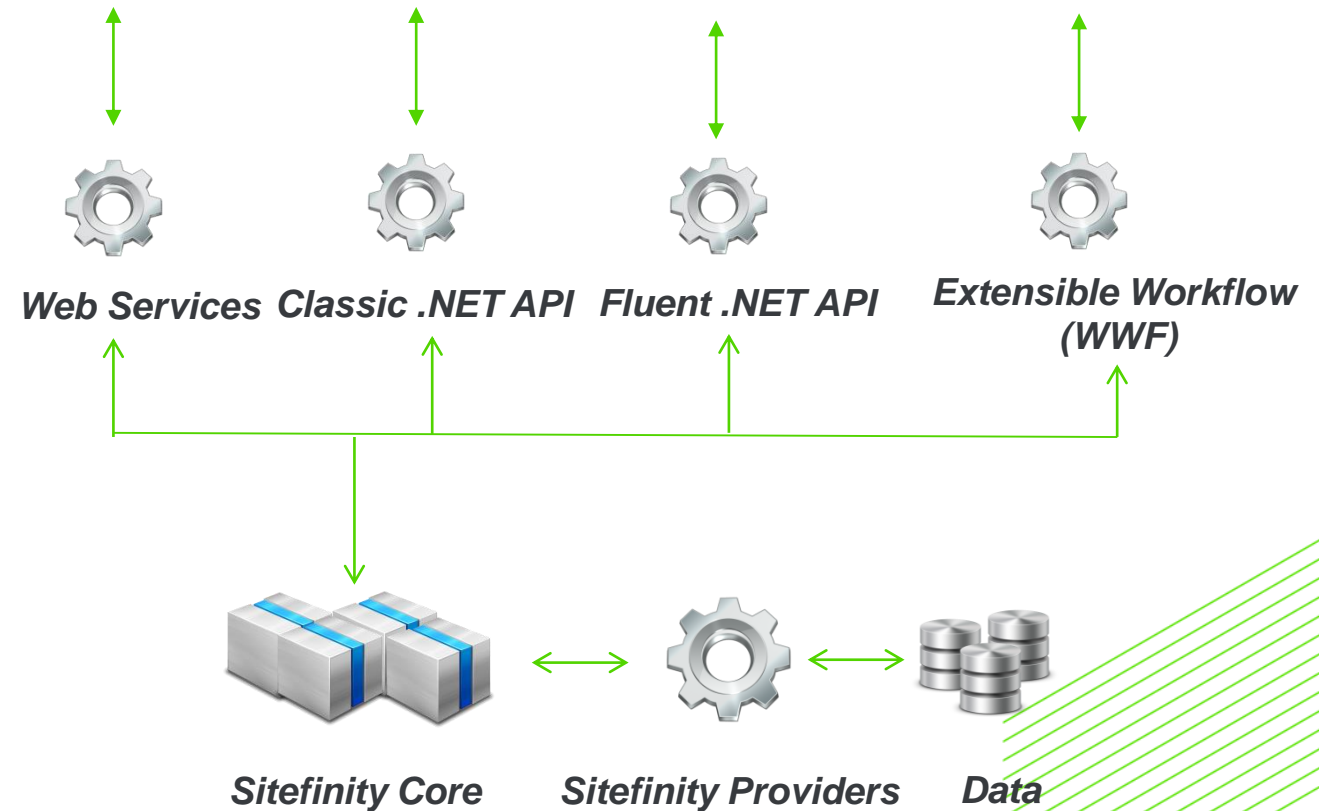 Web Services Classic .NET API Fluent .NET API Extensible Workflow
(WWF)
Sitefinity Core Sitefinity Providers Data